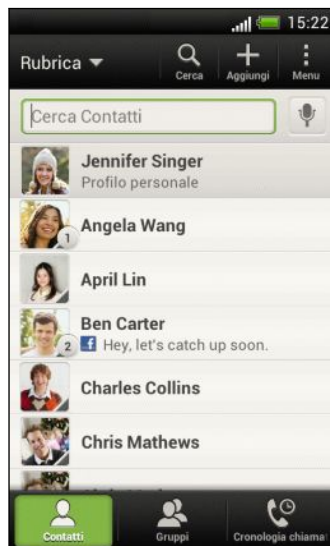 15:22
Rubrica
Cerca
Aggiungi
Menu
Cerca Contatti
Jennifer Singer
Profilo personale
1
Angela Wang
April Lin
Ben Carter
2
f Hey, let's catch up soon.
Charles Collins
Chris Mathews
Contatti
Gruppi
Cronologia chiama